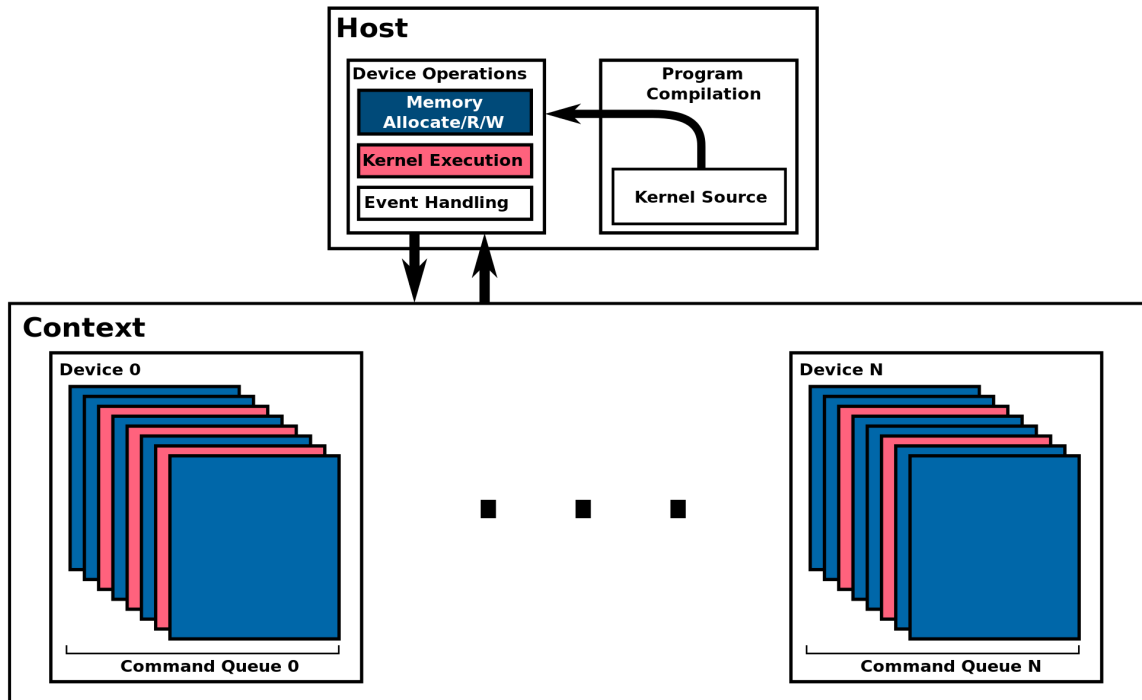 Host
Device Operations
Memory
Allocate/R/W
Kernel Execution
Event Handling
Program
Compilation
Kernel Source
Context
Device 0
Command Queue 0
Device N
Command Queue N